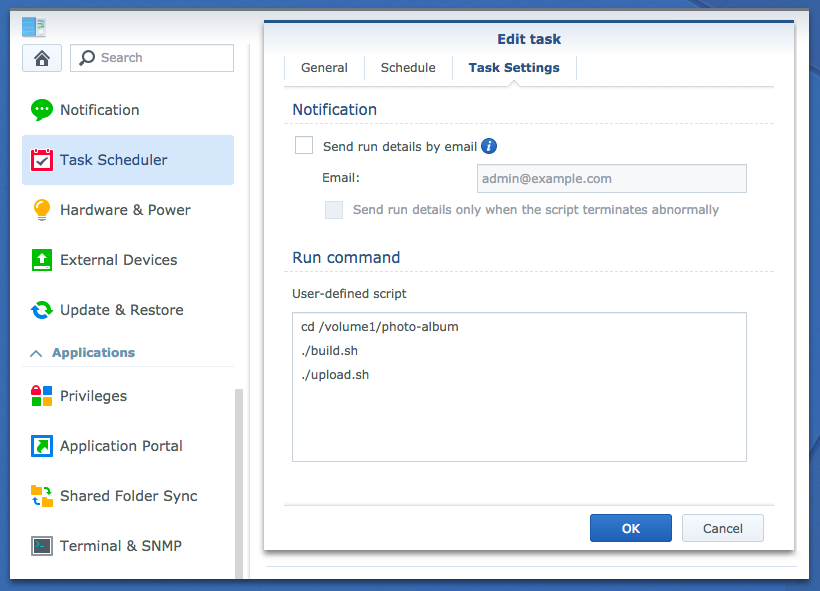 Search
Notification
Task Scheduler
Hardware & Power
External Devices
Update & Restore
Applications
Privileges
Application Portal
Shared Folder Sync
Terminal & SNMP
Edit task
General
Schedule
Task Settings
Notification
Send run details by email
Email:
admin@example.com
Send run details only when the script terminates abnormally
Run command
User-defined script
cd /volume1/photo-album
./build.sh
./upload.sh
OK
Cancel